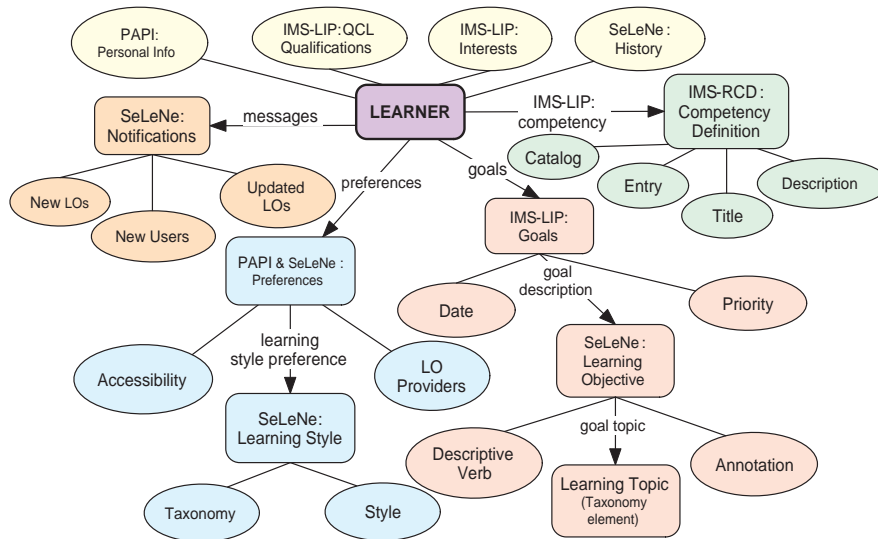 PAPI:
Personal Info
IMS-LIP:QCL
Qualifications
IMS-LIP:
Interests
SeLeNe:
History
LEARNER
messages
IMS-LIP:
competency
IMS-RCD:
Competency
Definition
SeLeNe:
Notifications
preferences
goals
Catalog
Entry
Title
Description
New LOs
New Users
Updated
LOs
IMS-LIP:
Goals
PAPI & SeLeNe:
Preferences
goal
description
Date
Priority
learning
style preference
Accessibility
LO
Providers
SeLeNe:
Learning
Objective
SeLeNe:
Learning Style
goal topic
Descriptive
Verb
Annotation
Learning Topic
(Taxonomy
element)
Taxonomy
Style